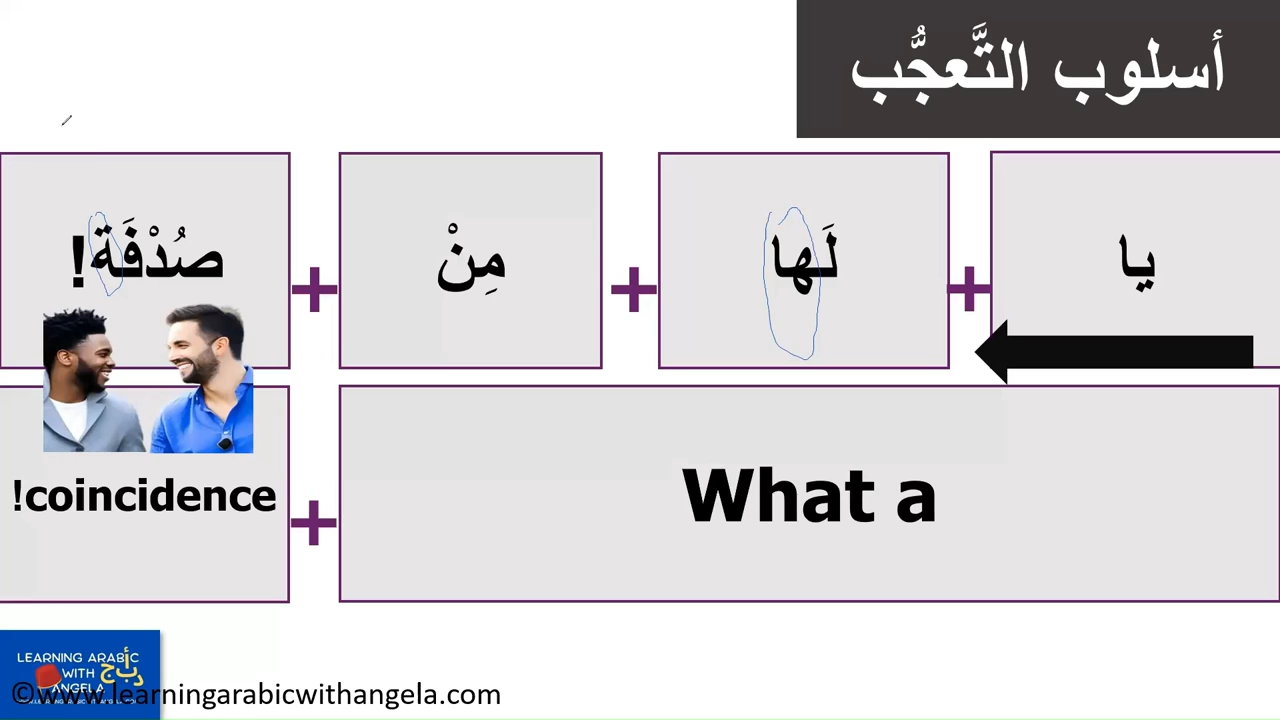 أسلوب التَّعجُّب
يا + لَها + مِنْ + صُدْفَة!
What a + coincidence!
LEARNING ARABIC
WITH
ANGELA
أ ب ج د
©www.learningarabicwithangela.com